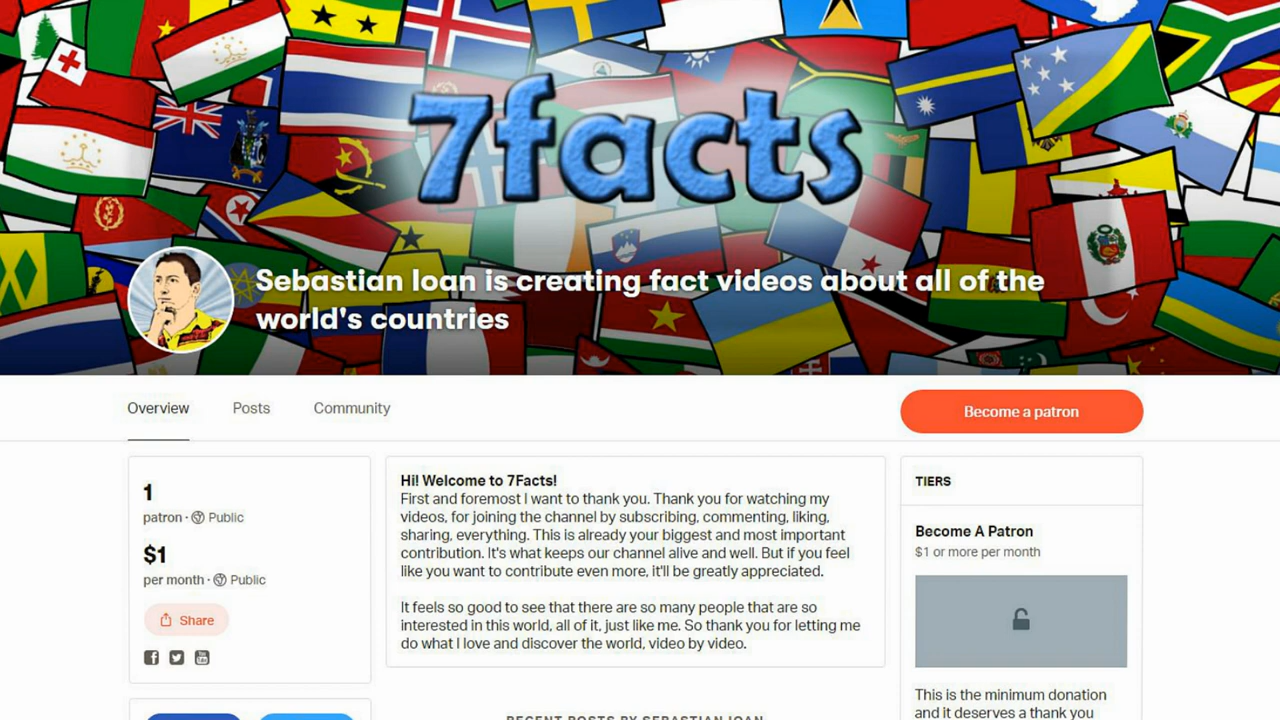 7facts
Sebastian Ioan is creating fact videos about all of the
world's countries
Overview
Posts
Community
Become a patron
1
patron · Public
$1
per month · Public
Share
Hi! Welcome to 7Facts!
First and foremost I want to thank you. Thank you for watching my
videos, for joining the channel by subscribing, commenting, liking,
sharing, everything. This is already your biggest and most important
contribution. It's what keeps our channel alive and well. But if you feel
like you want to contribute even more, it'll be greatly appreciated.
It feels so good to see that there are so many people that are so
interested in this world, all of it, just like me. So thank you for letting me
do what I love and discover the world, video by video.
RECENT POSTS BY SEBASTIAN IOAN
TIERS
Become A Patron
$1 or more per month
This is the minimum donation
and it deserves a thank you